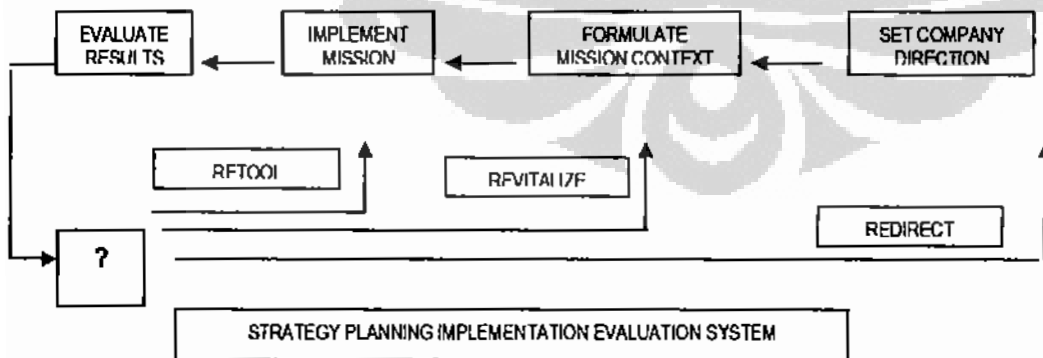 EVALUATE
RESULTS
IMPLEMENT
MISSION
FORMULATE
MISSION CONTEXT
SET COMPANY
DIRECTION
RETOOL
REVITALIZE
REDIRECT
?
STRATEGY PLANNING IMPLEMENTATION EVALUATION SYSTEM